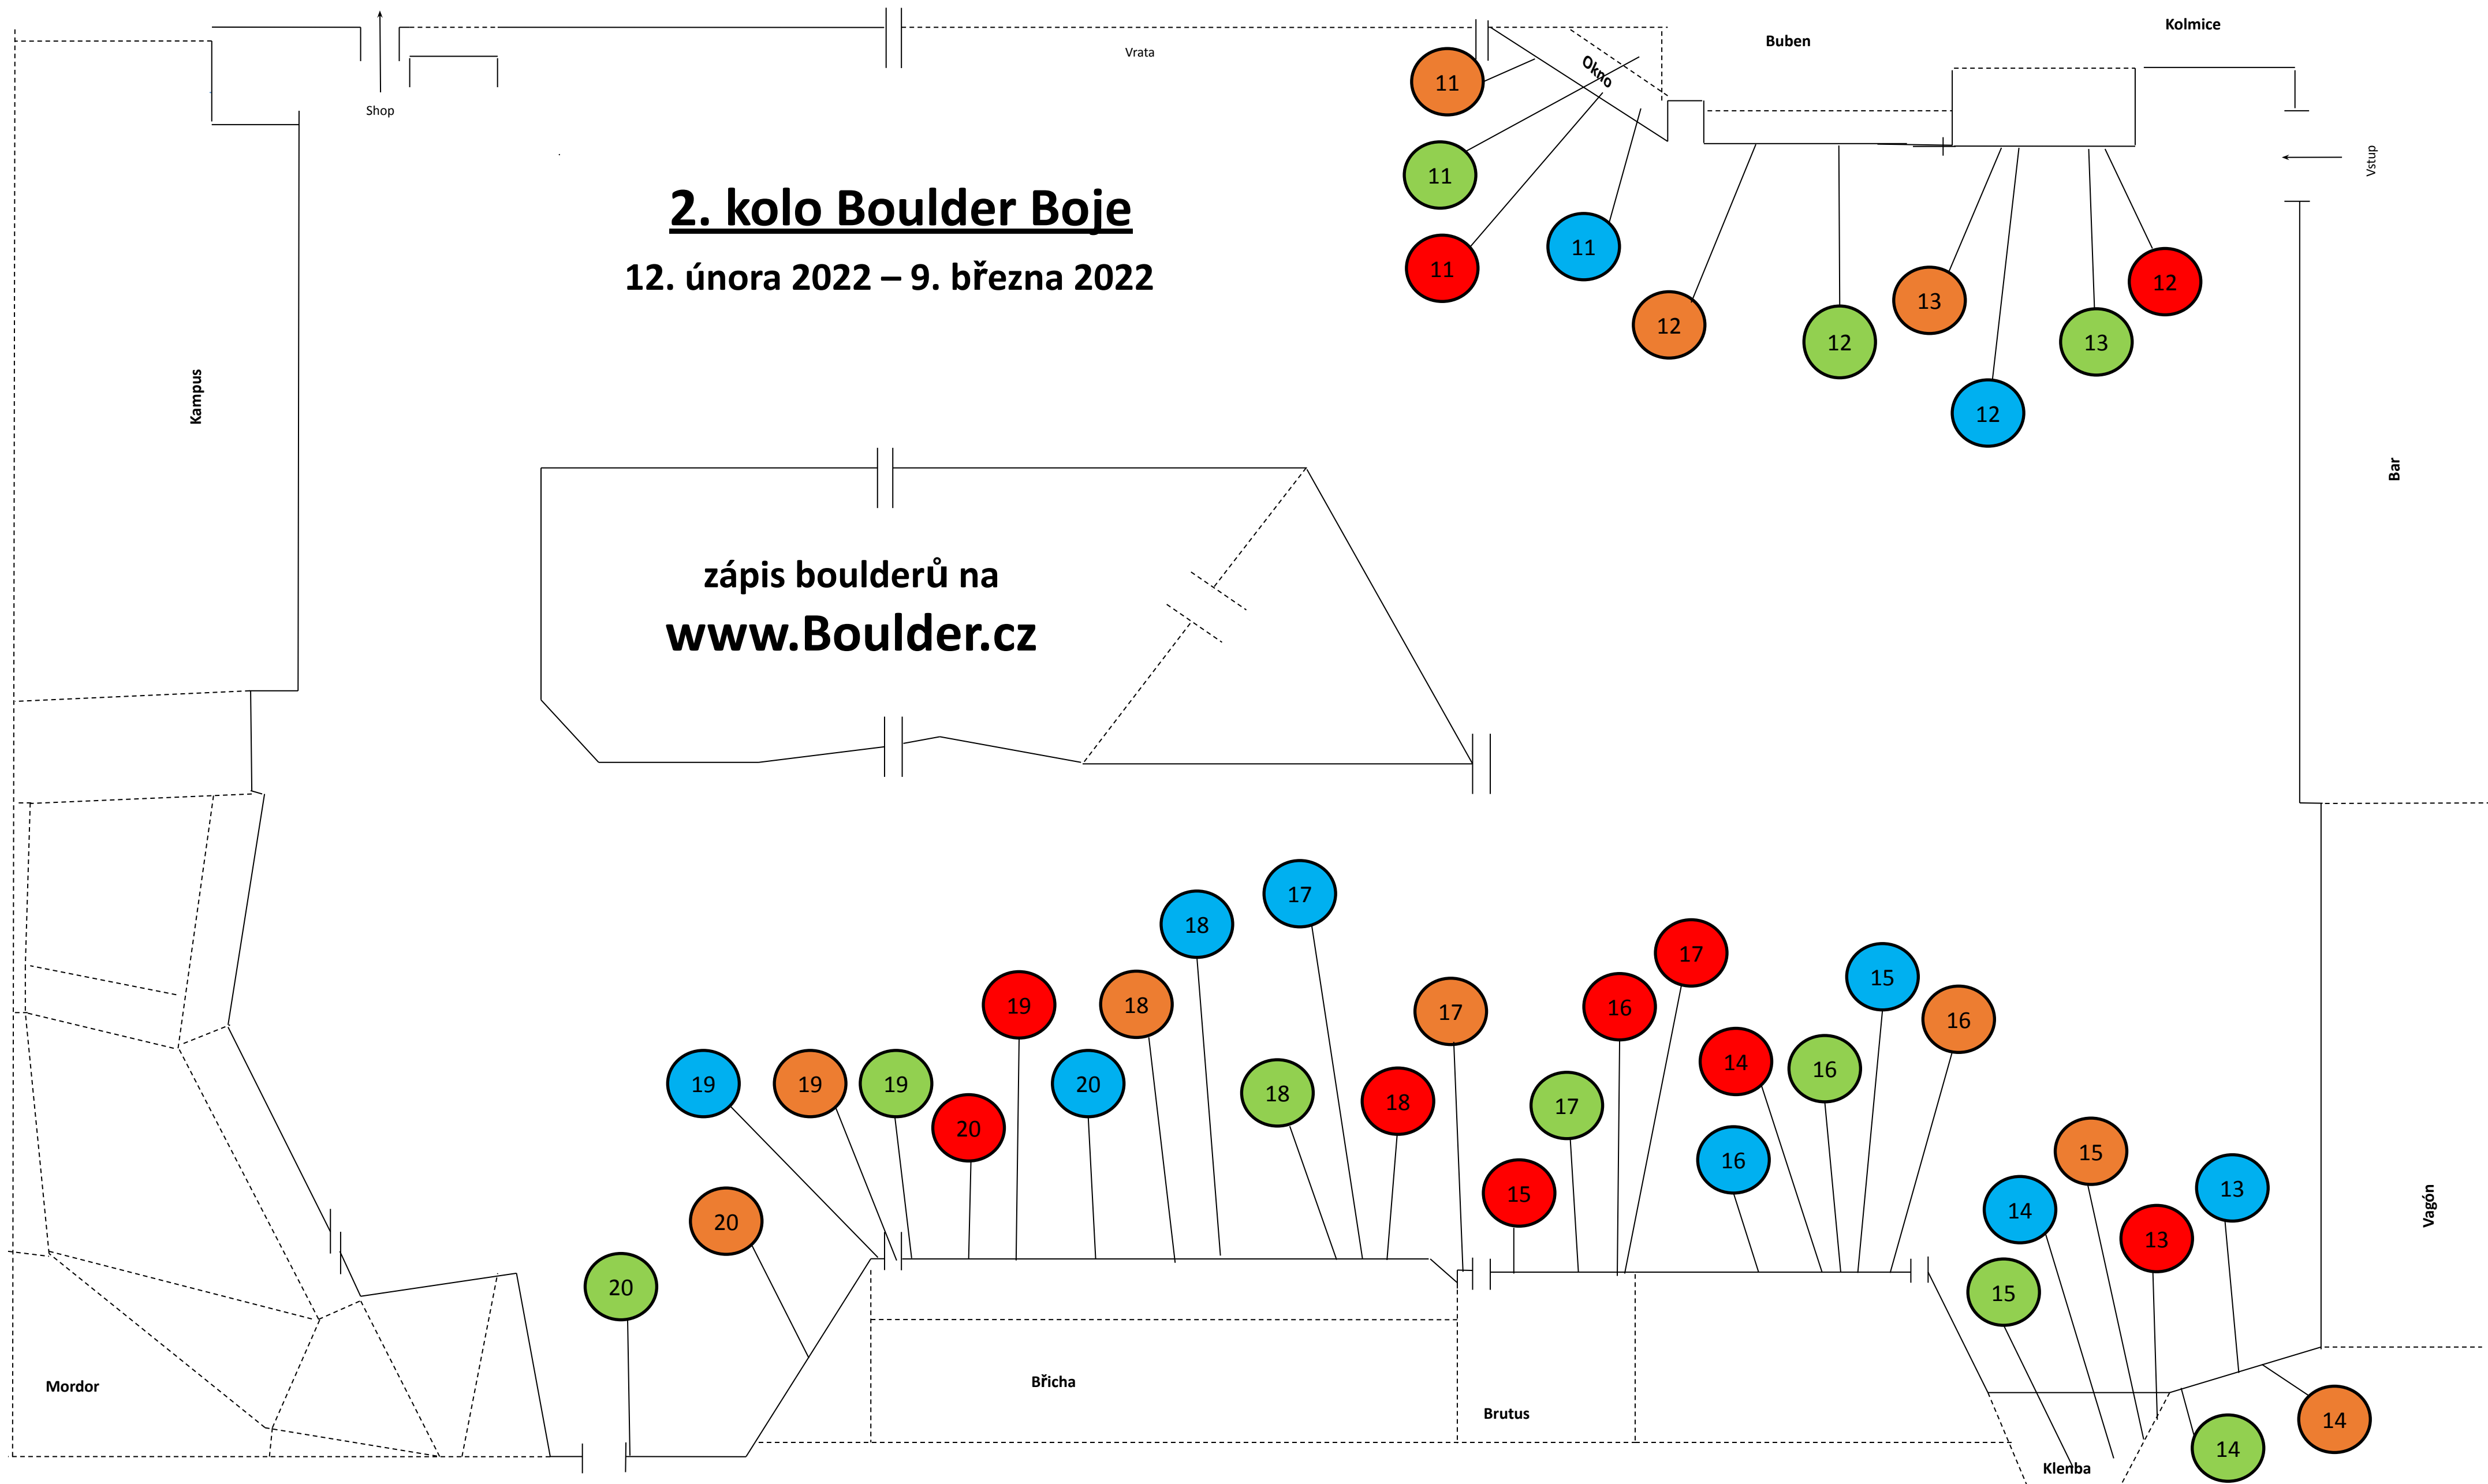 Kolmice
Buben
Vrata
Okno
Shop
11
11
11
11
12
12
13
12
13
12
Vstup
2. kolo Boulder Boje
12. února 2022 – 9. března 2022
Kampus
Bar
zápis boulderů na
www.Boulder.cz
17
18
17
15
19
18
17
16
16
14
16
19
19
19
20
20
18
18
17
20
16
15
15
13
14
13
20
15
Vagón
Mordor
Břicha
Brutus
14
14
Klenba